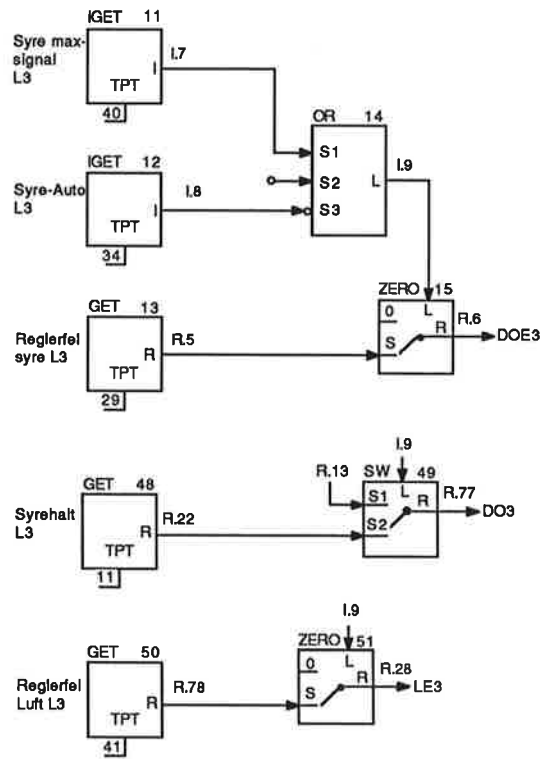 IGET 11
Syre max-
signal
L3
I
I.7
TPT
40
OR 14
S1
S2
S3
L
I.9
IGET 12
Syre-Auto
L3
I
I.8
TPT
34
ZERO 15
0
L
R
S
R.6
DOE3
GET 13
Reglerfel
syre L3
R
R.5
TPT
29
I.9
R.13
SW 49
S1
L
R
S2
R.77
DO3
GET 48
Syrehalt
L3
R
R.22
TPT
11
I.9
ZERO 51
0
L
R
S
R.28
LE3
GET 50
Reglerfel
Luft L3
R
R.78
TPT
41